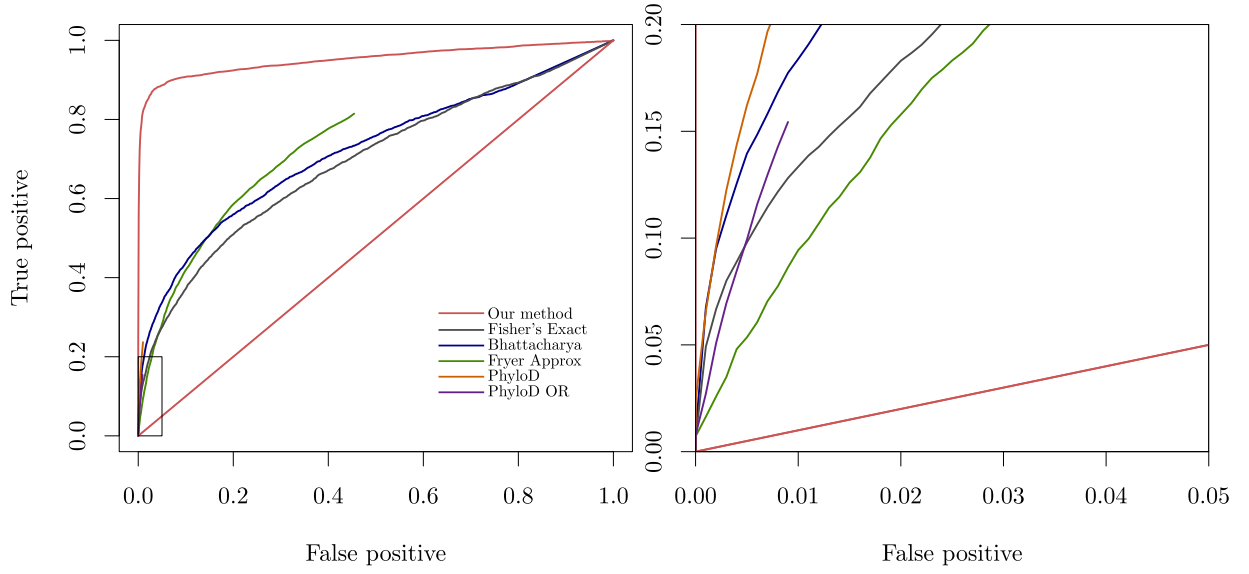 True positive
1.0
0.8
0.6
0.4
0.2
0.0
0.0 0.2 0.4 0.6 0.8 1.0
False positive
Our method
Fisher's Exact
Bhattacharya
Fryer Approx
PhyloD
PhyloD OR
0.20
0.15
0.10
0.05
0.00
0.00 0.01 0.02 0.03 0.04 0.05
False positive